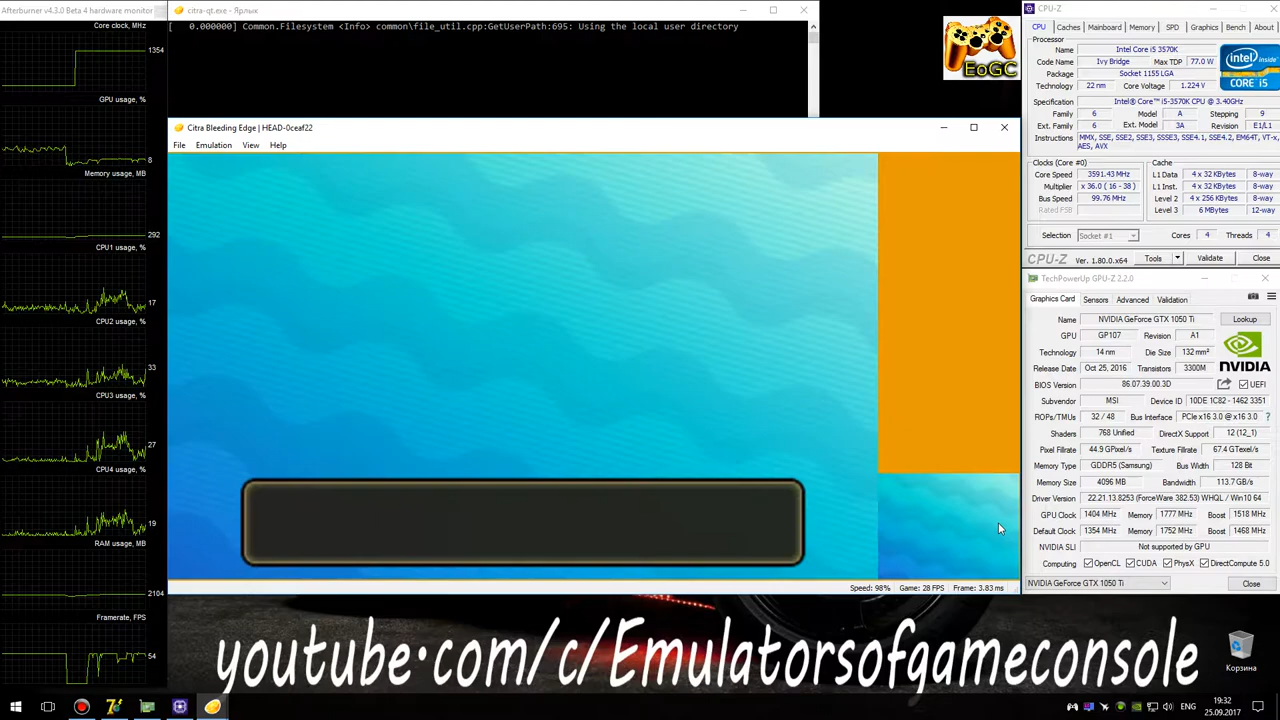 Afterburner v4.3.0 Beta 4 hardware monitor
Core clock, MHz
1354
GPU usage, %
8
Memory usage, MB
292
CPU1 usage, %
17
CPU2 usage, %
33
CPU3 usage, %
27
CPU4 usage, %
19
RAM usage, MB
2104
Framerate, FPS
54
citra-qt.exe - Ярлык
[ 0.000000] Common.Filesystem <Info> common\file_util.cpp:GetUserPath:695: Using the local user directory
EoGC
Citra Bleeding Edge | HEAD-0ceaf22
File Emulation View Help
Speed: 98% Game: 28 FPS Frame: 3.83 ms
CPU-Z
CPU Caches Mainboard Memory SPD Graphics Bench About
Processor
Name Intel Core i5 3570K
Code Name Ivy Bridge Max TDP 77.0 W
Package Socket 1155 LGA
Technology 22 nm Core Voltage 1.224 V
intel inside
CORE i5
Specification Intel® Core™ i5-3570K CPU @ 3.40GHz
Family 6 Model A Stepping 9
Ext. Family 6 Ext. Model 3A Revision E1/L1
Instructions MMX, SSE, SSE2, SSE3, SSSE3, SSE4.1, SSE4.2, EM64T, VT-x, AES, AVX
Clocks (Core #0)
Core Speed 3591.43 MHz
Multiplier x 36.0 ( 16 - 38 )
Bus Speed 99.76 MHz
Rated FSB
Cache
L1 Data 4 x 32 KBytes 8-way
L1 Inst. 4 x 32 KBytes 8-way
Level 2 4 x 256 KBytes 8-way
Level 3 6 MBytes 12-way
Selection Socket #1 Cores 4 Threads 4
CPU-Z Ver. 1.80.0.x64 Tools Validate Close
TechPowerUp GPU-Z 2.2.0
Graphics Card Sensors Advanced Validation
Name NVIDIA GeForce GTX 1050 Ti Lookup
GPU GP107 Revision A1
Technology 14 nm Die Size 132 mm²
Release Date Oct 25, 2016 Transistors 3300M
NVIDIA
BIOS Version 86.07.39.00.3D UEFI
Subvendor MSI Device ID 10DE 1C82 - 1462 3351
ROPs/TMUs 32 / 48 Bus Interface PCIe x16 3.0 @ x16 3.0 ?
Shaders 768 Unified DirectX Support 12 (12_1)
Pixel Fillrate 44.9 GPixel/s Texture Fillrate 67.4 GTexel/s
Memory Type GDDR5 (Samsung) Bus Width 128 Bit
Memory Size 4096 MB Bandwidth 113.7 GB/s
Driver Version 22.21.13.8253 (ForceWare 382.53) WHQL / Win10 64
GPU Clock 1404 MHz Memory 1777 MHz Boost 1518 MHz
Default Clock 1354 MHz Memory 1752 MHz Boost 1468 MHz
NVIDIA SLI Not supported by GPU
Computing OpenCL CUDA PhysX DirectCompute 5.0
NVIDIA GeForce GTX 1050 Ti Close
youtube.com/c/Emulatorsofgameconsole
Корзина
ENG
19:32
25.09.2017